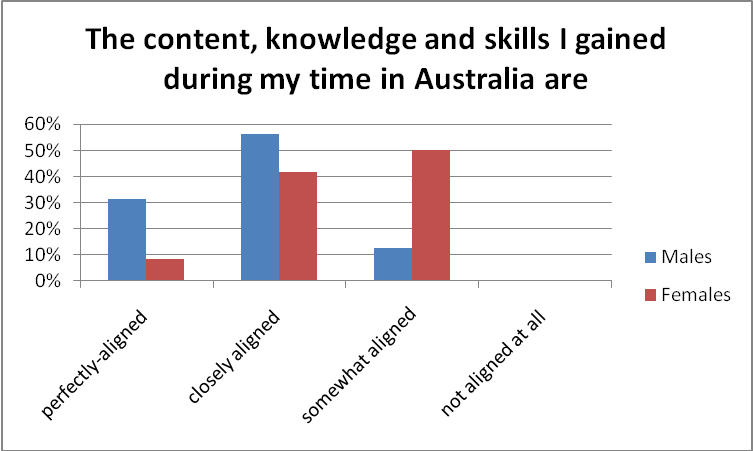 The content, knowledge and skills I gained
during my time in Australia are
60%
50%
40%
30%
20%
10%
0%
perfectly-aligned
closely aligned
somewhat aligned
not aligned at all
Males
Females